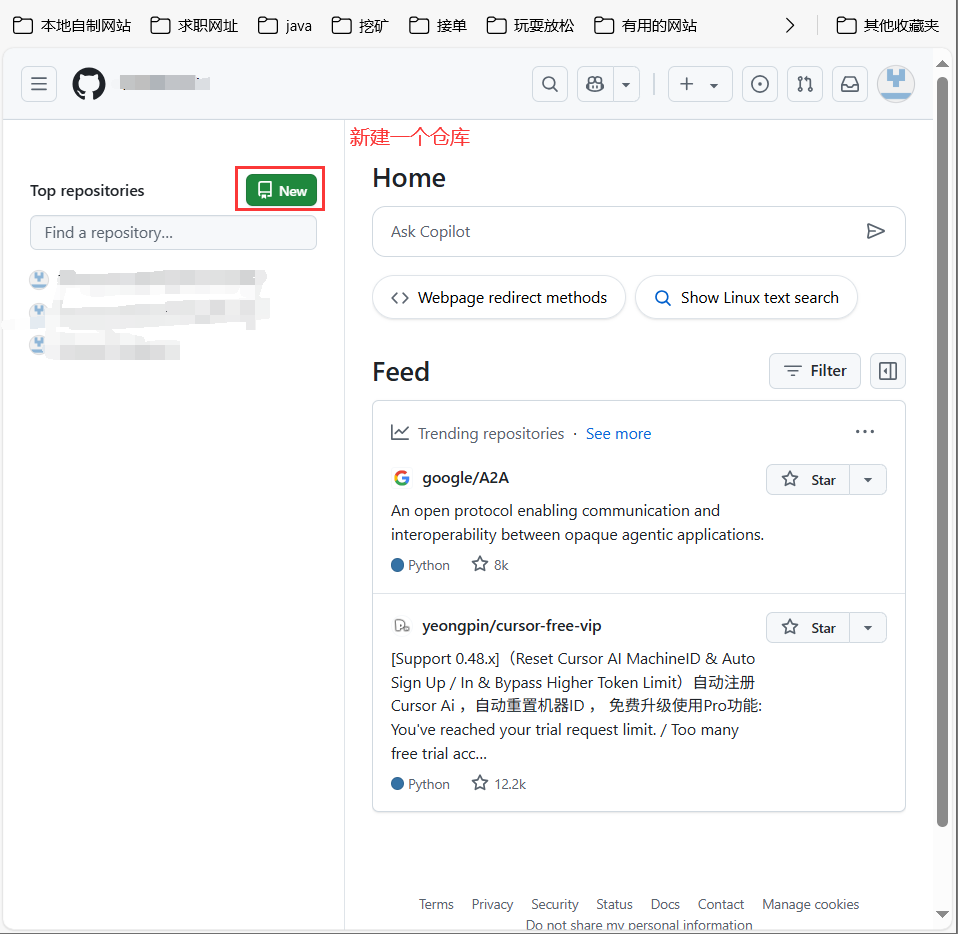 本地自制网站 求职网址 java 挖矿 接单 玩耍放松 有用的网站 其他收藏夹
新建一个仓库
Top repositories New
Find a repository...
Home
Ask Copilot
Webpage redirect methods Show Linux text search
Feed Filter
Trending repositories · See more
google/A2A Star
An open protocol enabling communication and
interoperability between opaque agentic applications.
Python 8k
yeongpin/cursor-free-vip Star
[Support 0.48.x]（Reset Cursor AI MachineID & Auto
Sign Up / In & Bypass Higher Token Limit）自动注册
Cursor Ai ，自动重置机器ID ， 免费升级使用Pro功能:
You've reached your trial request limit. / Too many
free trial acc...
Python 12.2k
Terms Privacy Security Status Docs Contact Manage cookies
Do not share my personal information